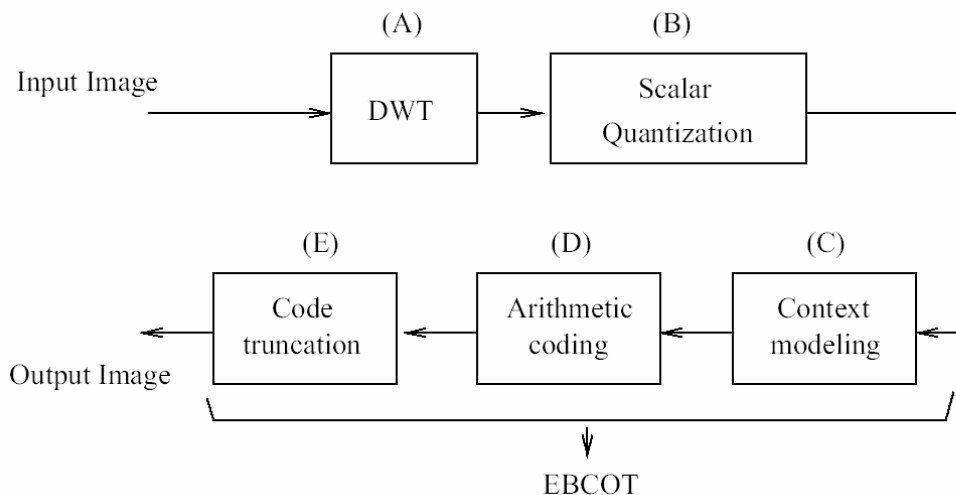 (A)
(B)
Input Image
DWT
Scalar
Quantization
(E)
(D)
(C)
Code
truncation
Arithmetic
coding
Context
modeling
Output Image
EBCOT